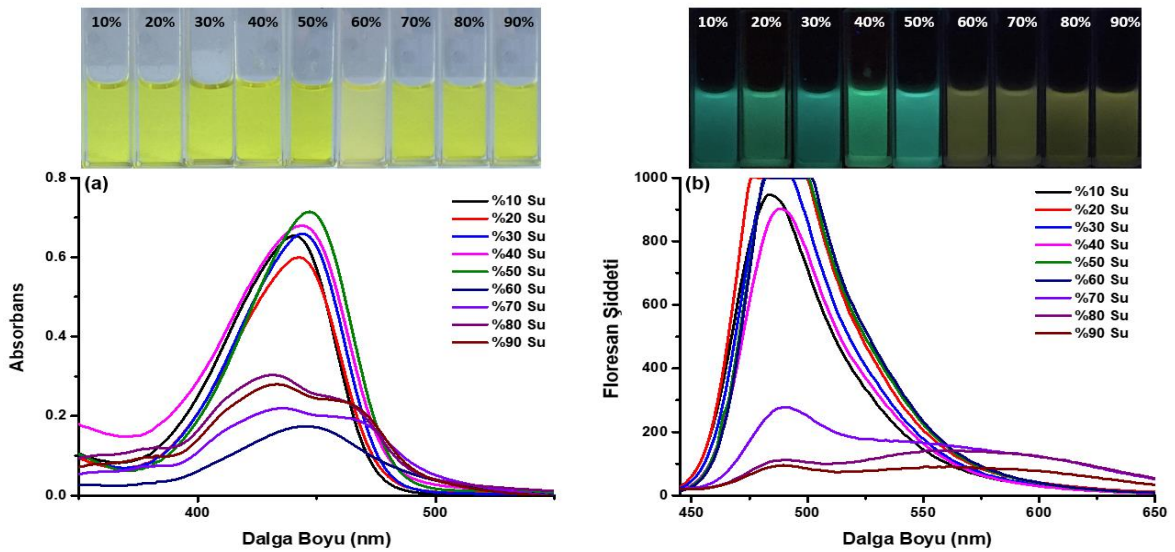 10% 20% 30% 40% 50% 60% 70% 80% 90%
10% 20% 30% 40% 50% 60% 70% 80% 90%
(a)
%10 Su
%20 Su
%30 Su
%40 Su
%50 Su
%60 Su
%70 Su
%80 Su
%90 Su
0.8
0.6
0.4
0.2
0.0
Absorbans
400 500
Dalga Boyu (nm)
(b)
%10 Su
%20 Su
%30 Su
%40 Su
%50 Su
%60 Su
%70 Su
%80 Su
%90 Su
1000
800
600
400
200
0
Floresan Şiddeti
450 500 550 600 650
Dalga Boyu (nm)